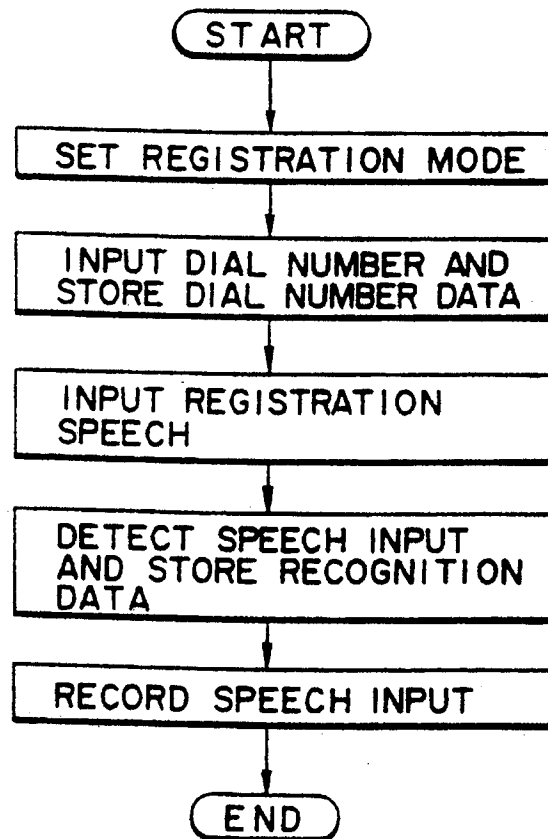 START
SET REGISTRATION MODE
INPUT DIAL NUMBER AND
STORE DIAL NUMBER DATA
INPUT REGISTRATION
SPEECH
DETECT SPEECH INPUT
AND STORE RECOGNITION
DATA
RECORD SPEECH INPUT
END